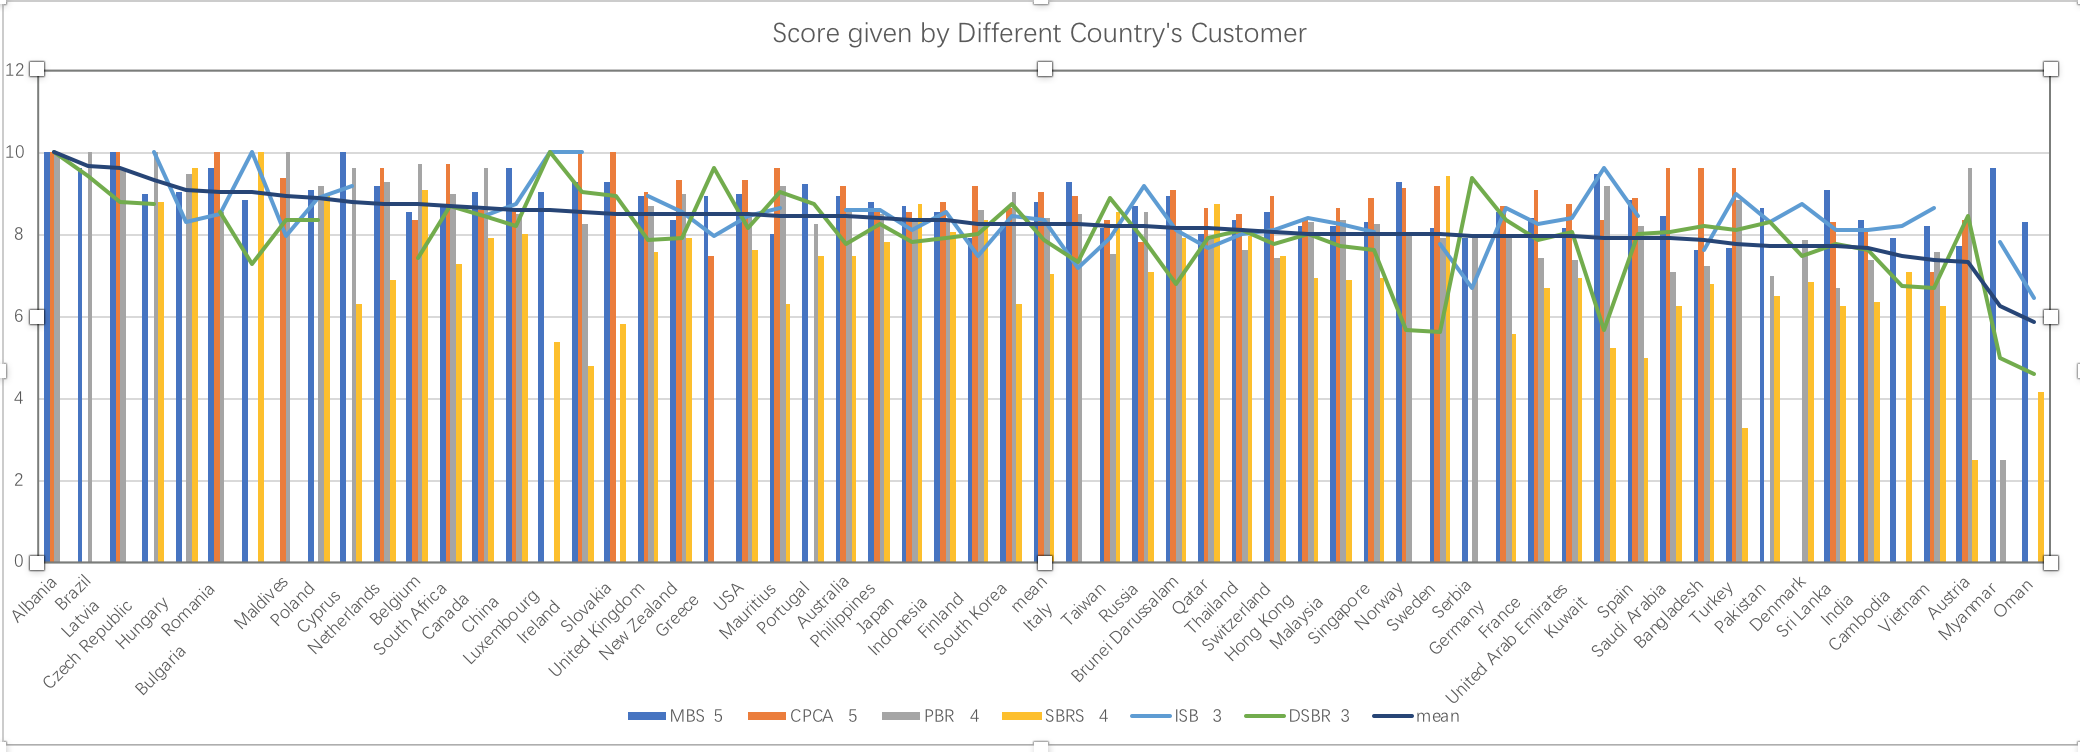 Score given by Different Country's Customer
12
10
8
6
4
2
0
Albania
Brazil
Latvia
Czech Republic
Hungary
Romania
Bulgaria
Maldives
Poland
Cyprus
Netherlands
Belgium
South Africa
Canada
China
Luxembourg
Ireland
Slovakia
United Kingdom
New Zealand
Greece
USA
Mauritius
Portugal
Australia
Philippines
Japan
Indonesia
Finland
South Korea
mean
Italy
Taiwan
Russia
Brunei Darussalam
Qatar
Thailand
Switzerland
Hong Kong
Malaysia
Singapore
Norway
Sweden
Serbia
Germany
France
United Arab Emirates
Kuwait
Spain
Saudi Arabia
Bangladesh
Turkey
Pakistan
Denmark
Sri Lanka
India
Cambodia
Vietnam
Austria
Myanmar
Oman
MBS 5 CPCA 5 PBR 4 SBRS 4 ISB 3 DSBR 3 mean